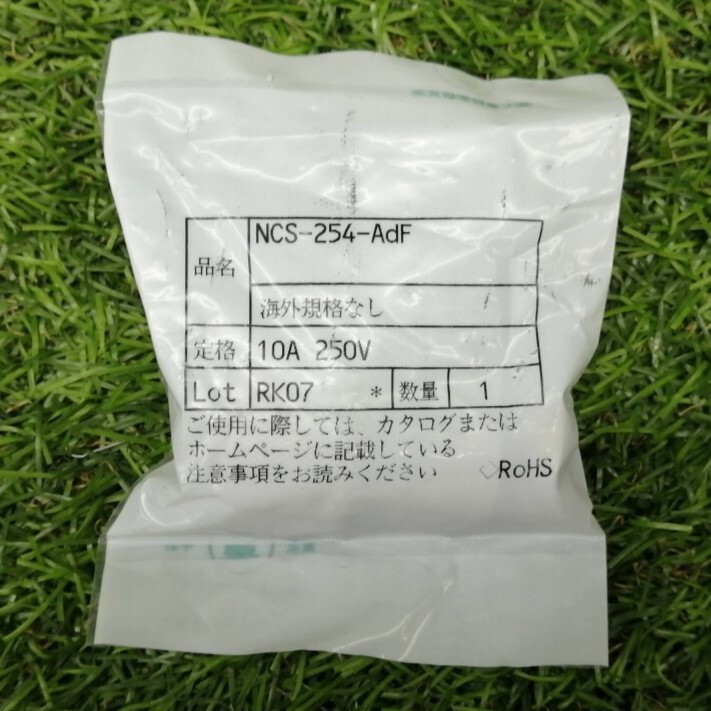 品名 NCS-254-AdF
海外規格なし
定格 10A 250V
Lot RK07 * 数量 1
ご使用に際しては、カタログまたは
ホームページに記載している
注意事項をお読みください ◇RoHS